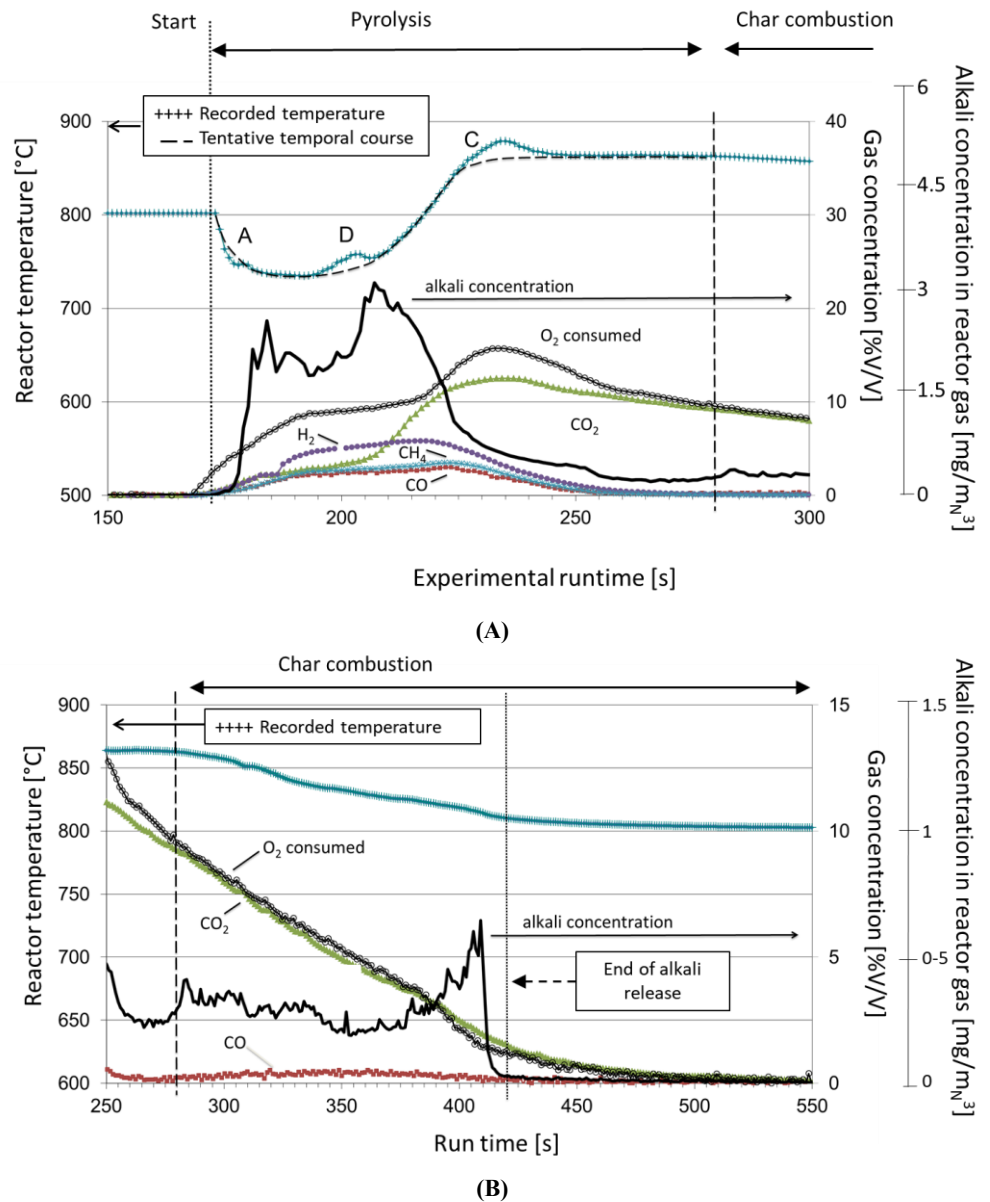 Start
Pyrolysis
Char combustion
++++ Recorded temperature
— — Tentative temporal course
Reactor temperature [°C]
900
800
700
600
500
A
D
C
alkali concentration
O₂ consumed
CO₂
H₂
CH₄
CO
40
30
20
10
0
Gas concentration [%V/V]
6
4.5
3
1.5
0
Alkali concentration in reactor gas [mg/m_N³]
150
200
250
300
Experimental runtime [s]
(A)
Char combustion
++++ Recorded temperature
Reactor temperature [°C]
900
850
800
750
700
650
600
O₂ consumed
CO₂
alkali concentration
End of alkali
release
CO
15
10
5
0
Gas concentration [%V/V]
1.5
1
0-5
0
Alkali concentration in reactor gas [mg/m_N³]
250
300
350
400
450
500
550
Run time [s]
(B)